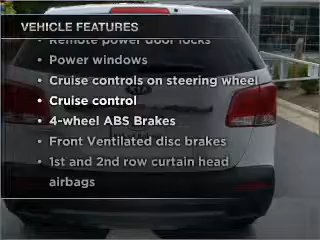 VEHICLE FEATURES
• Remote power door locks
• Power windows
• Cruise controls on steering wheel
• Cruise control
• 4-wheel ABS Brakes
• Front Ventilated disc brakes
• 1st and 2nd row curtain head
airbags